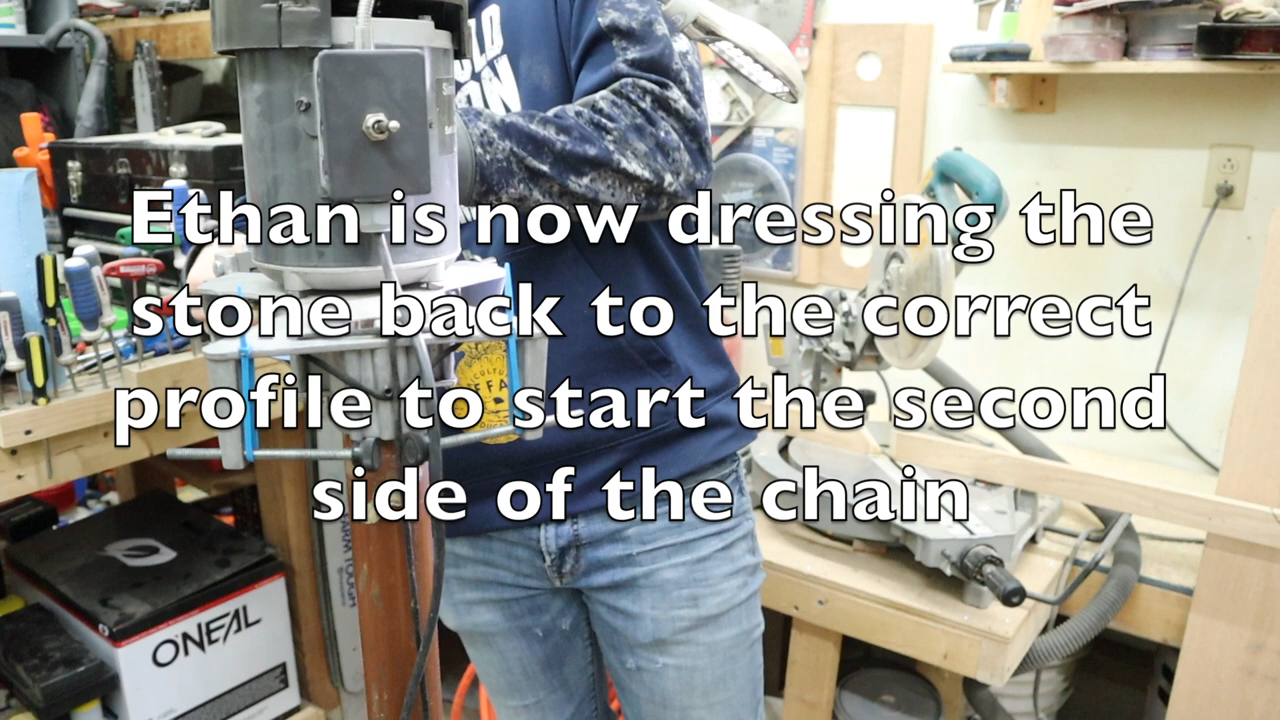 Ethan is now dressing the
stone back to the correct
profile to start the second
side of the chain
O'NEAL